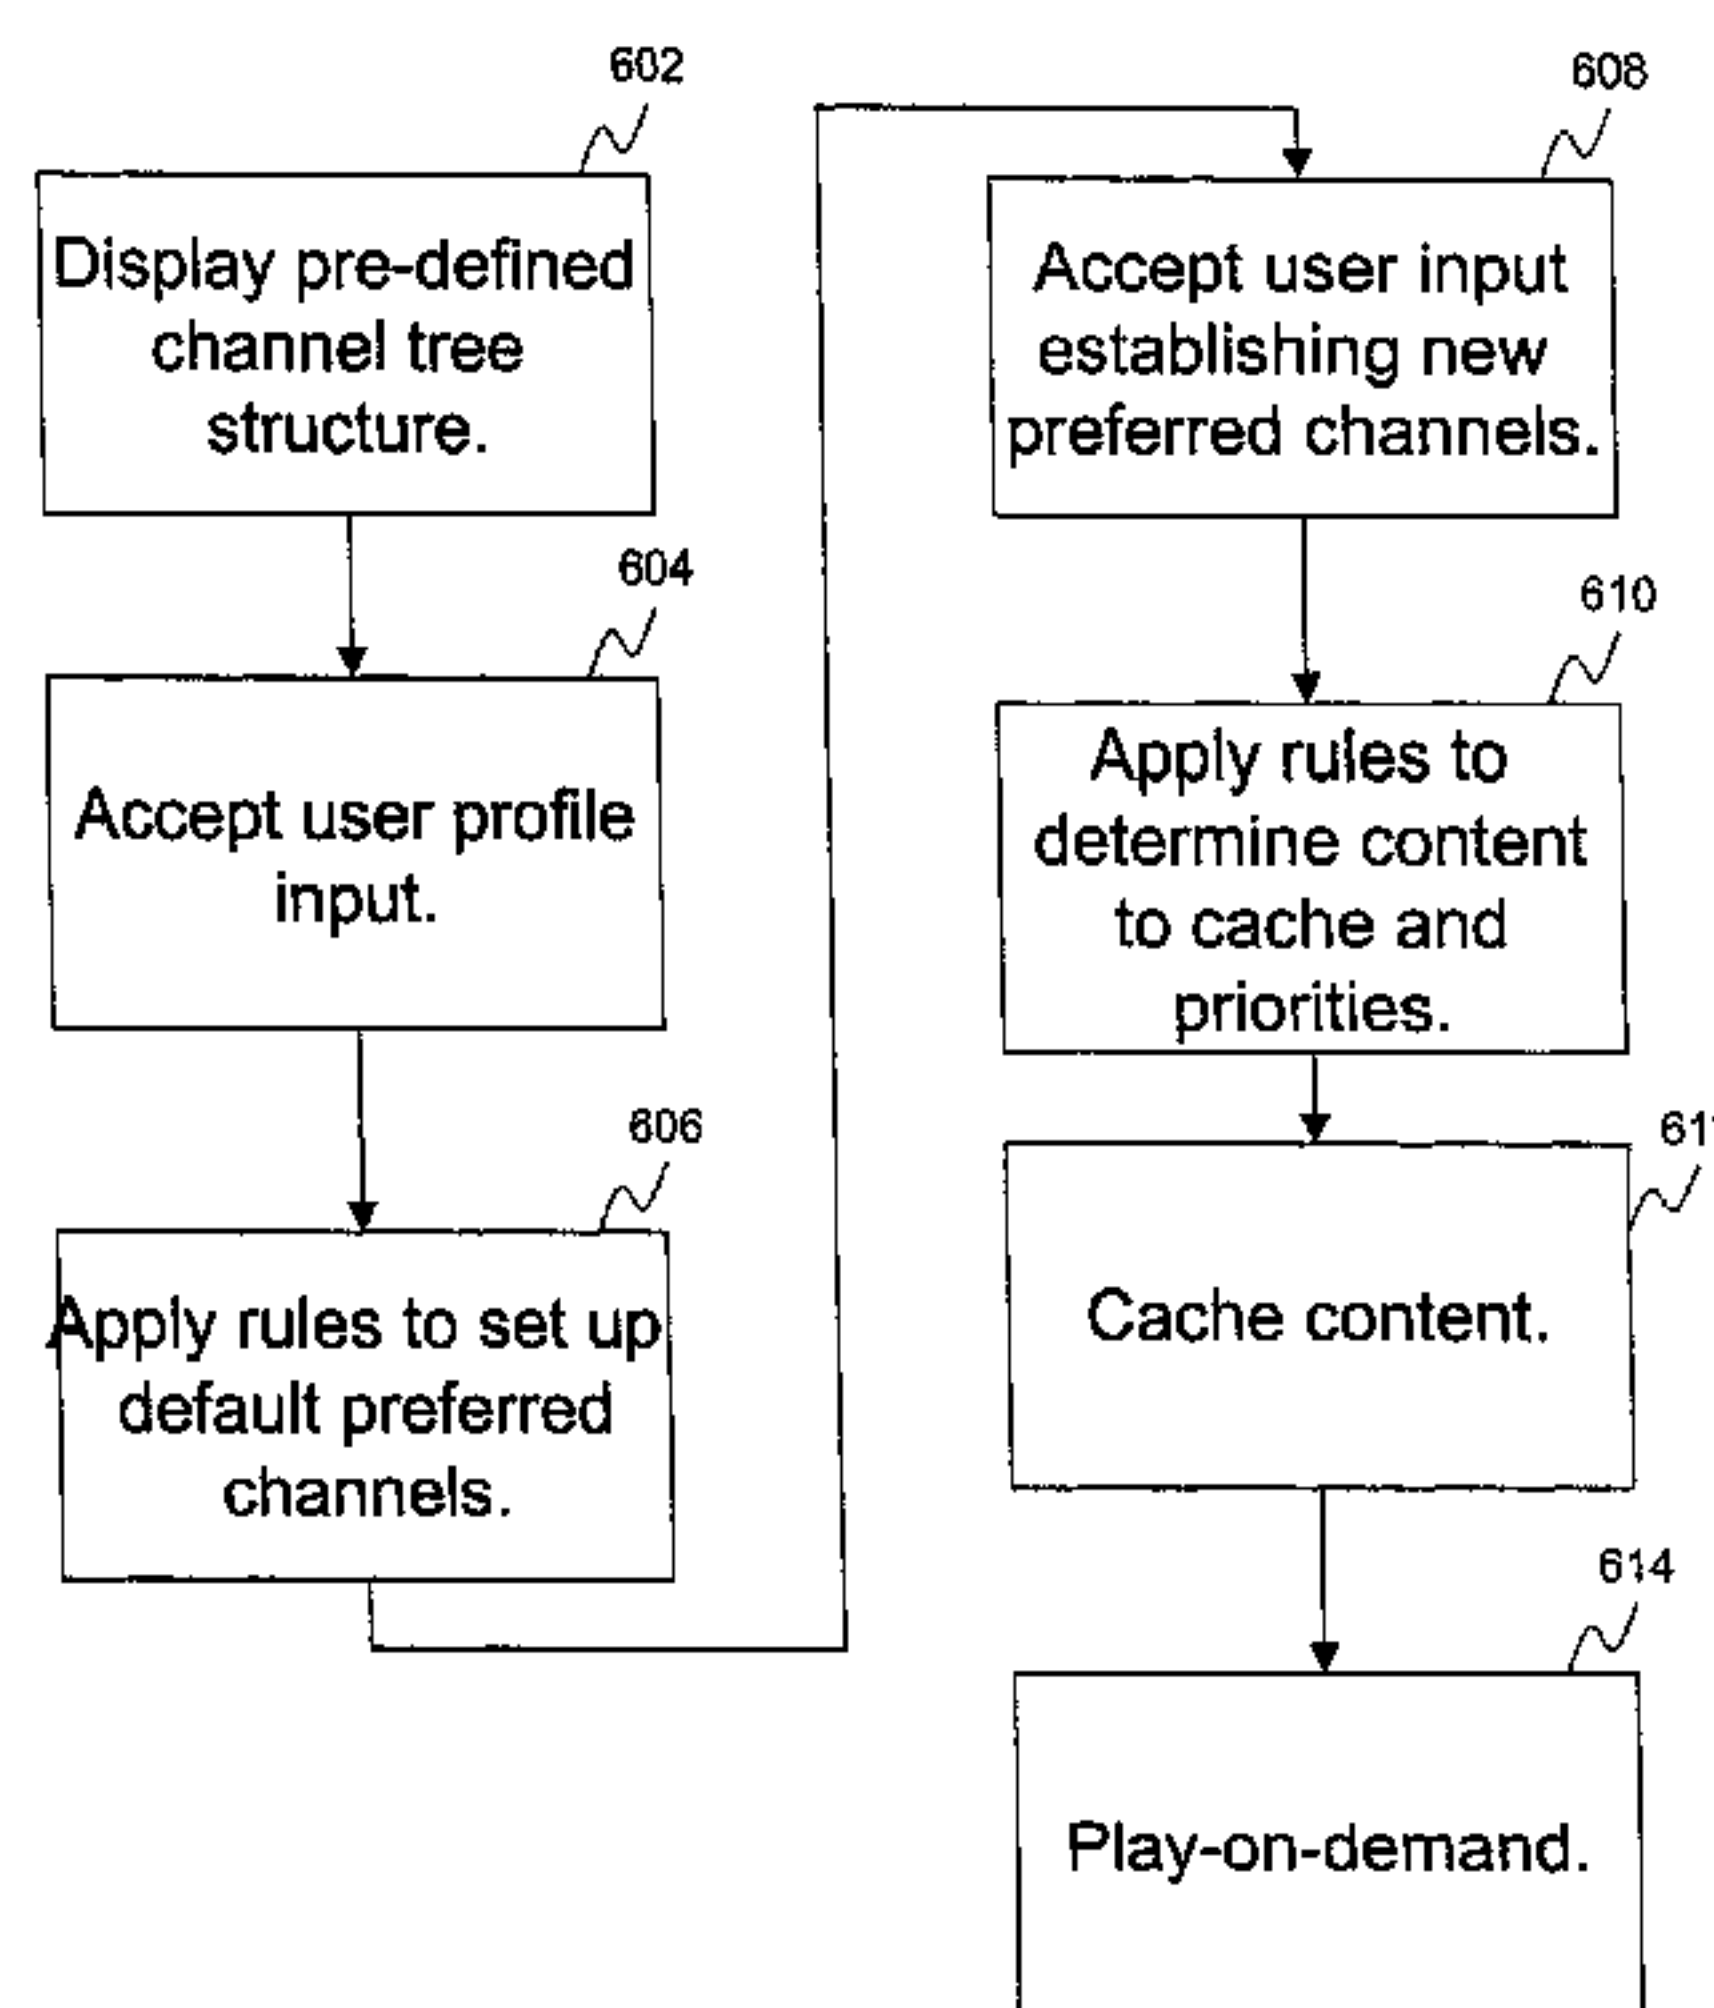 602
Display pre-defined
channel tree
structure.
604
Accept user profile
input.
606
Apply rules to set up
default preferred
channels.
608
Accept user input
establishing new
preferred channels.
610
Apply rules to
determine content
to cache and
priorities.
Cache content.
614
Play-on-demand.